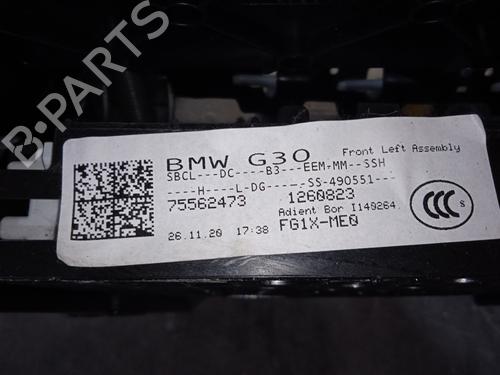 BMW G30 Front Left Assembly
SBCL---DC----B3---EEM-MM--SSH
----H----L-DG------SS-490551---
75562473 1260823
Adient Bor I140264
26.11.20 17:38 FG1X-ME0
CCC
B-PARTS